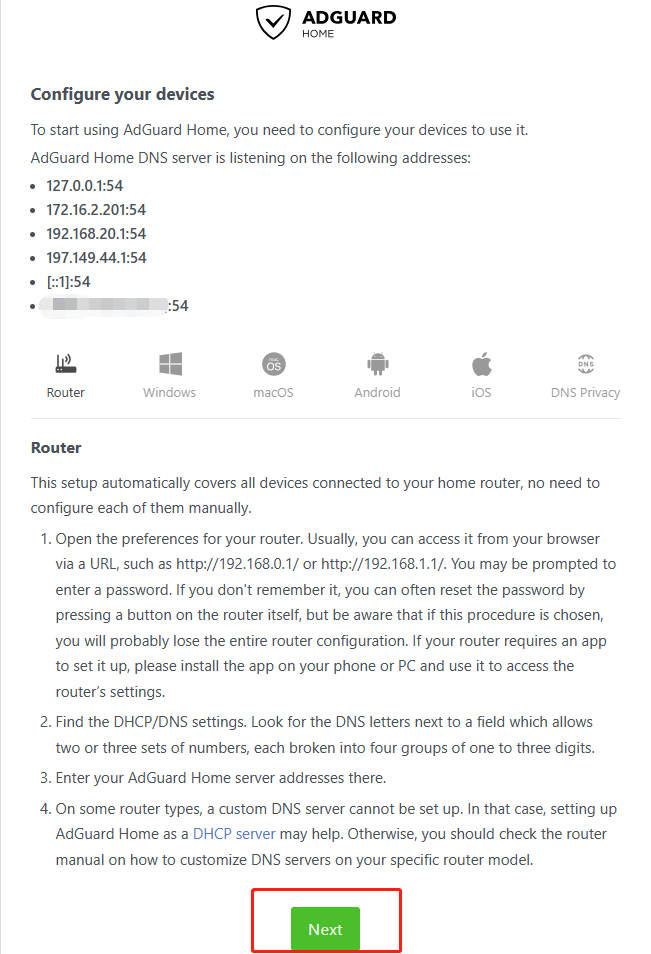 ADGUARD
HOME
Configure your devices
To start using AdGuard Home, you need to configure your devices to use it.
AdGuard Home DNS server is listening on the following addresses:
• 127.0.0.1:54
• 172.16.2.201:54
• 192.168.20.1:54
• 197.149.44.1:54
• [::1]:54
• :54
mac
OS
DNS
Router Windows macOS Android iOS DNS Privacy
Router
This setup automatically covers all devices connected to your home router, no need to
configure each of them manually.
1. Open the preferences for your router. Usually, you can access it from your browser
via a URL, such as http://192.168.0.1/ or http://192.168.1.1/. You may be prompted to
enter a password. If you don't remember it, you can often reset the password by
pressing a button on the router itself, but be aware that if this procedure is chosen,
you will probably lose the entire router configuration. If your router requires an app
to set it up, please install the app on your phone or PC and use it to access the
router’s settings.
2. Find the DHCP/DNS settings. Look for the DNS letters next to a field which allows
two or three sets of numbers, each broken into four groups of one to three digits.
3. Enter your AdGuard Home server addresses there.
4. On some router types, a custom DNS server cannot be set up. In that case, setting up
AdGuard Home as a DHCP server may help. Otherwise, you should check the router
manual on how to customize DNS servers on your specific router model.
Next